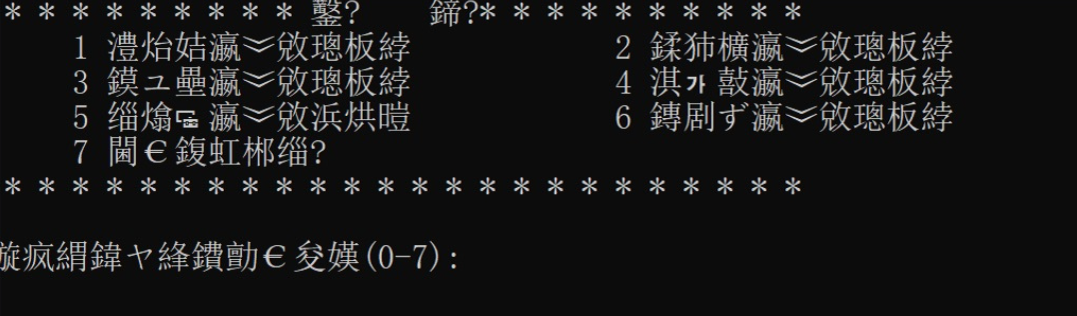 * * * * * * * * * 鑿?    鍗?* * * * * * * * * *
1 澧炲姞瀛︾敓璁板綍 2 鍒犻櫎瀛︾敓璁板綍
3 鏌ユ壘瀛︾敓璁板綍 4 淇敼瀛︾敓璁板綍
5 缁熻瀛︾敓浜烘暟 6 鏄剧ず瀛︾敓璁板綍
7 閫€鍑虹郴缁?
* * * * * * * * * * * * * * * * * * * * * * * *
璇疯緭鍏ヤ綘鐨勯€夋嫨(0-7):